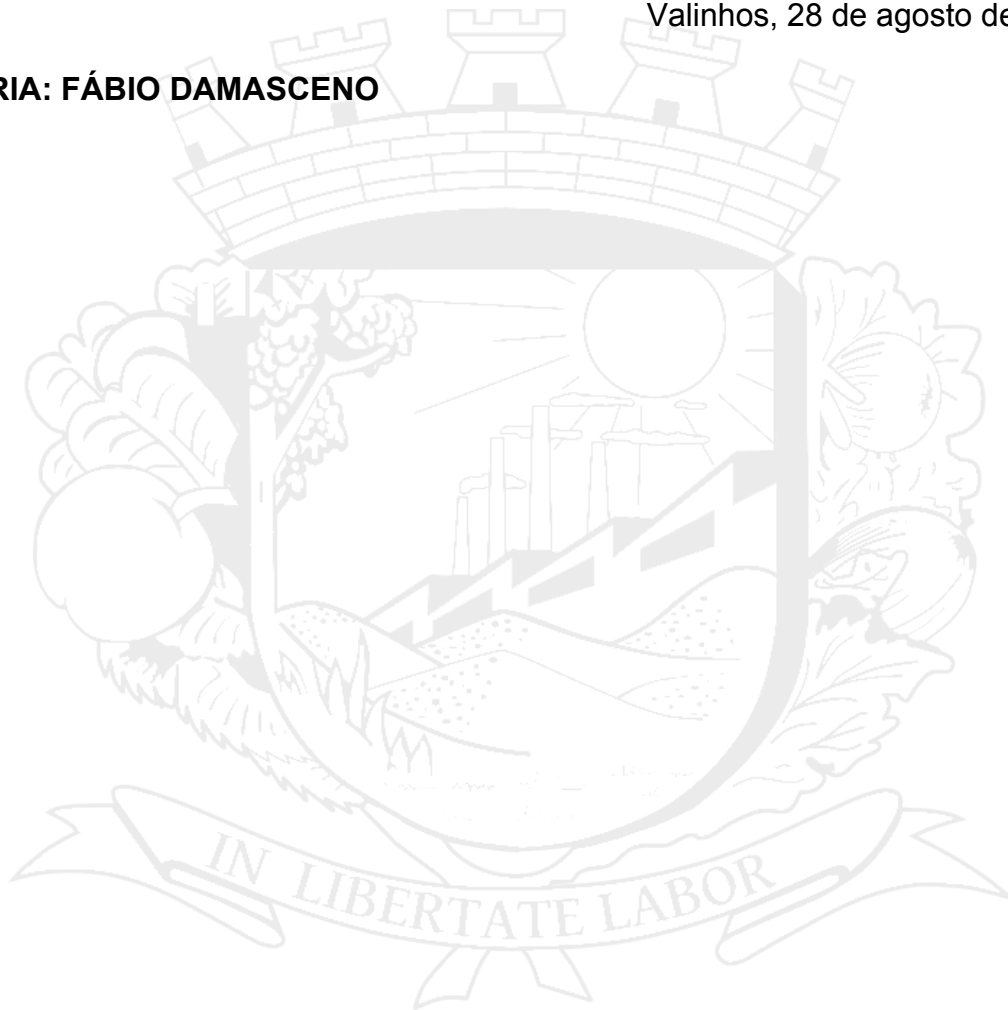 Valinhos, 28 de agosto de
RIA: FÁBIO DAMASCENO
IN LIBERTATE LABOR